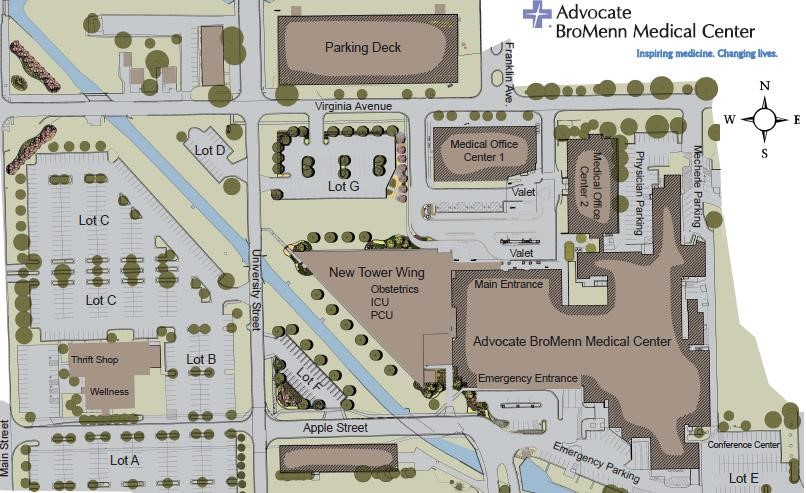 Advocate
BroMenn Medical Center
Inspiring medicine. Changing lives.
Parking Deck
Franklin Ave.
Virginia Avenue
N
W
E
S
Lot D
Lot G
Medical Office
Center 1
Medical Office
Center 2
Physician Parking
Mecherle Parking
Valet
Valet
Lot C
Lot C
University Street
New Tower Wing
Obstetrics
ICU
PCU
Main Entrance
Advocate BroMenn Medical Center
Thrift Shop
Wellness
Lot B
Lot F
Emergency Entrance
Main Street
Apple Street
Lot A
Emergency Parking
Conference Center
Lot E